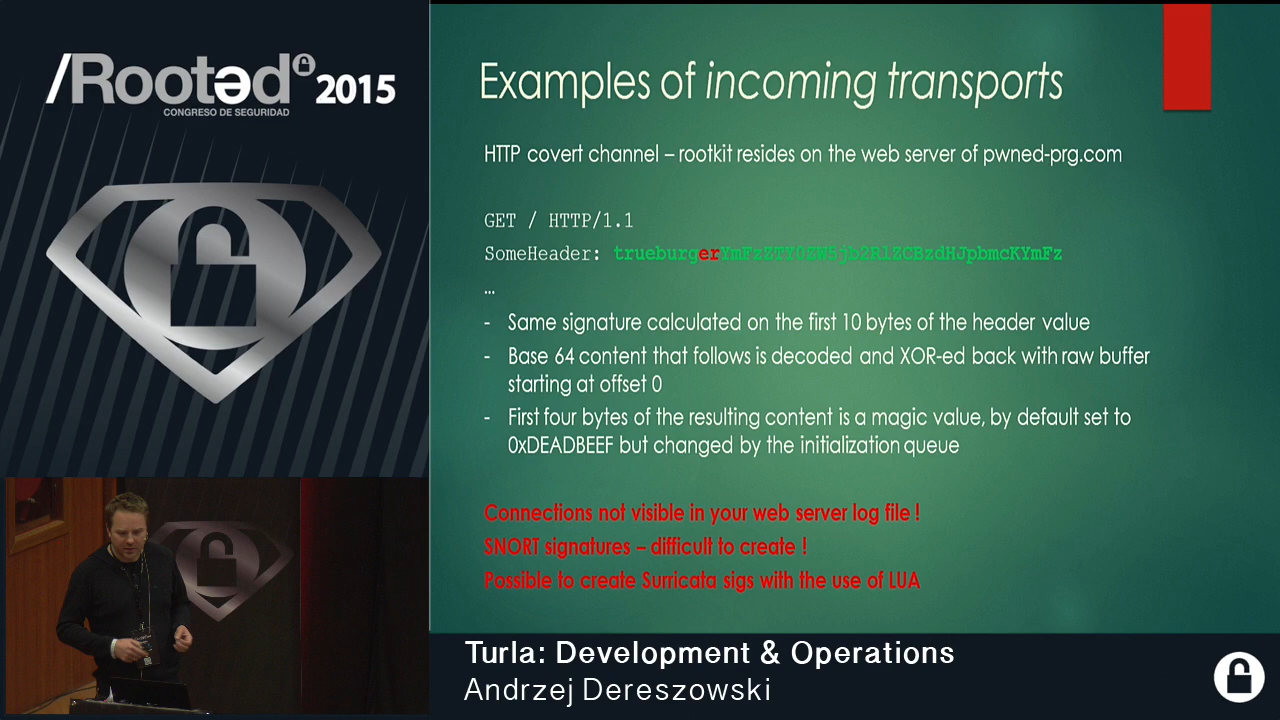 /Rootəd 2015
CONGRESO DE SEGURIDAD
Examples of incoming transports
HTTP covert channel – rootkit resides on the web server of pwned-prg.com
GET / HTTP/1.1
SomeHeader: trueburgerYmFzZTY0ZW5jb2RlZCBzdHJpbmcKYmFz
…
- Same signature calculated on the first 10 bytes of the header value
- Base 64 content that follows is decoded and XOR-ed back with raw buffer
starting at offset 0
- First four bytes of the resulting content is a magic value, by default set to
0xDEADBEEF but changed by the initialization queue
Connections not visible in your web server log file !
SNORT signatures – difficult to create !
Possible to create Surricata sigs with the use of LUA
Turla: Development & Operations
Andrzej Dereszowski